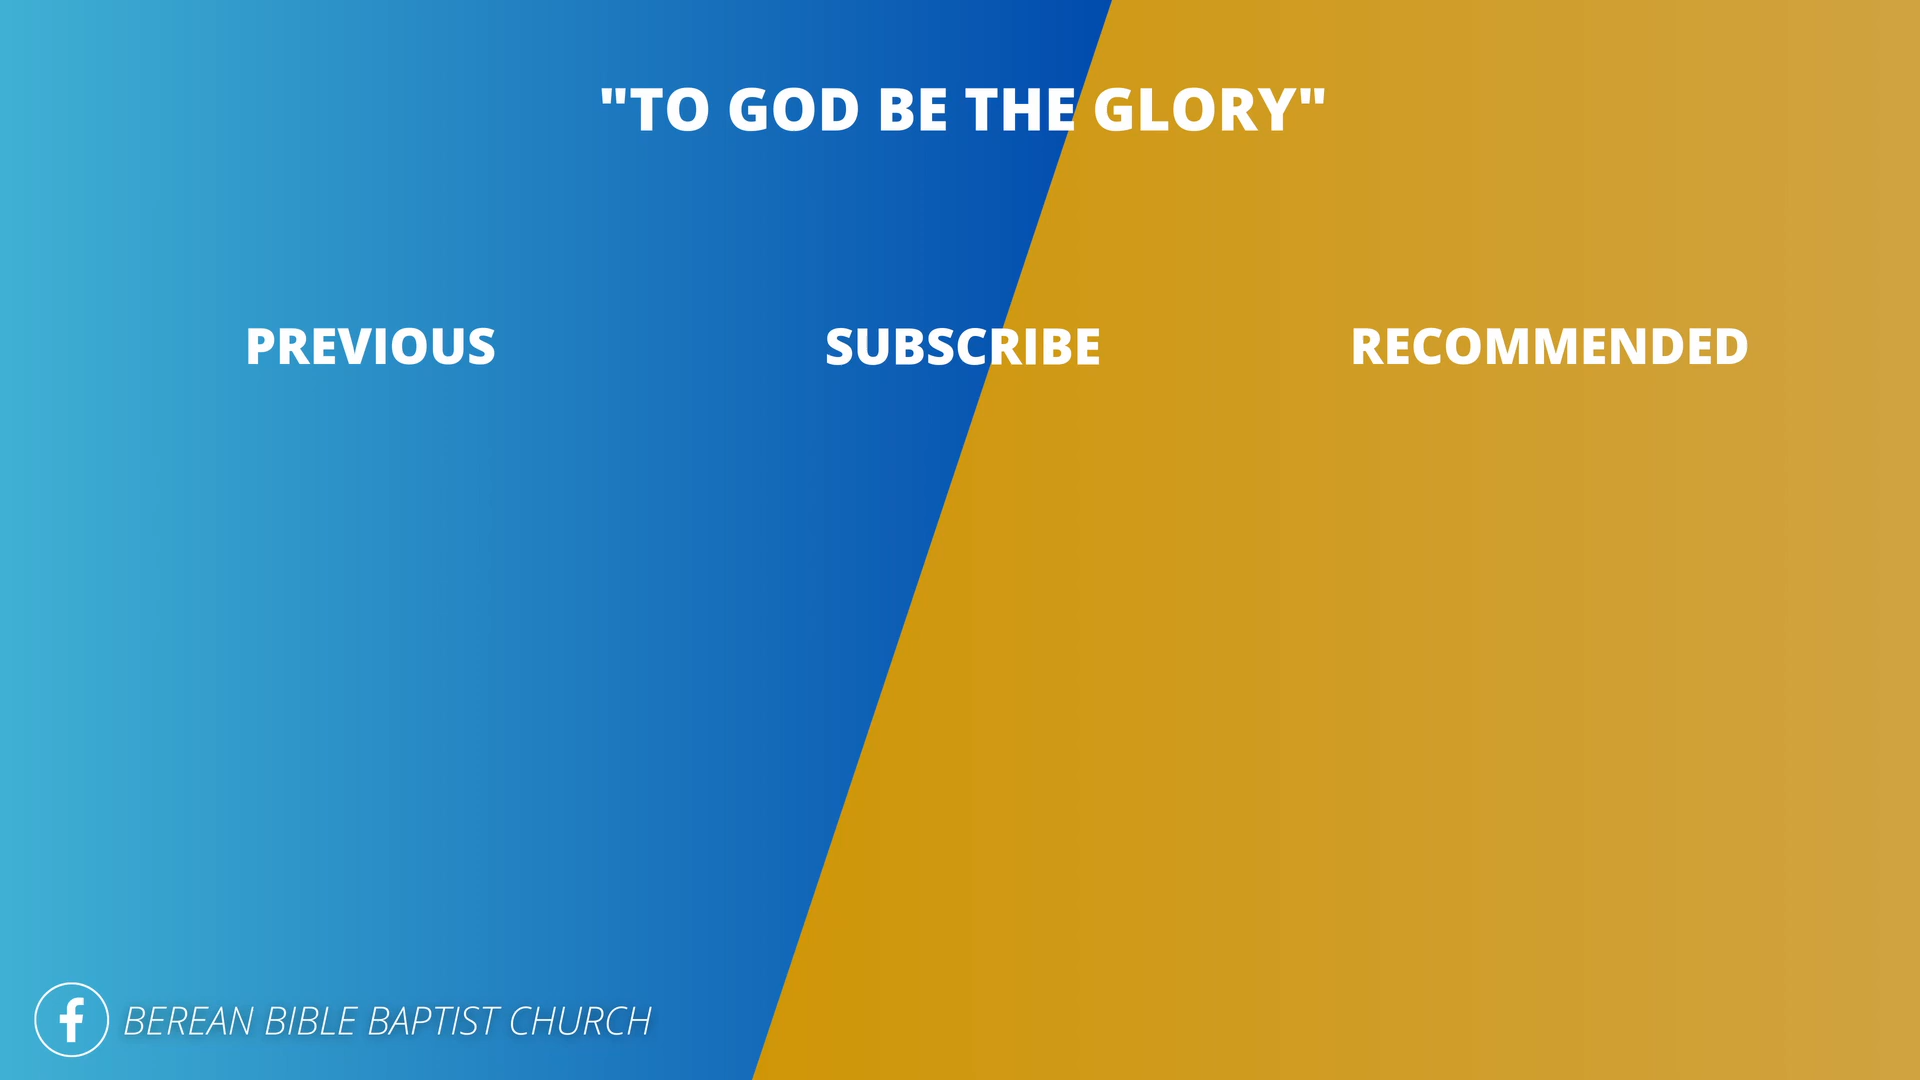 "TO GOD BE THE GLORY"
PREVIOUS
SUBSCRIBE
RECOMMENDED
BEREAN BIBLE BAPTIST CHURCH